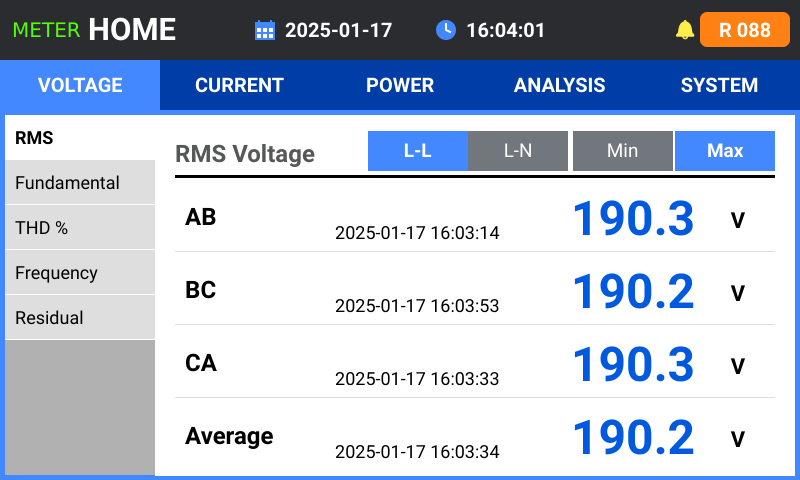 METER HOME 2025-01-17 16:04:01 R 088
VOLTAGE CURRENT POWER ANALYSIS SYSTEM
RMS
Fundamental
THD %
Frequency
Residual
RMS Voltage L-L L-N Min Max
AB 2025-01-17 16:03:14 190.3 V
BC 2025-01-17 16:03:53 190.2 V
CA 2025-01-17 16:03:33 190.3 V
Average 2025-01-17 16:03:34 190.2 V